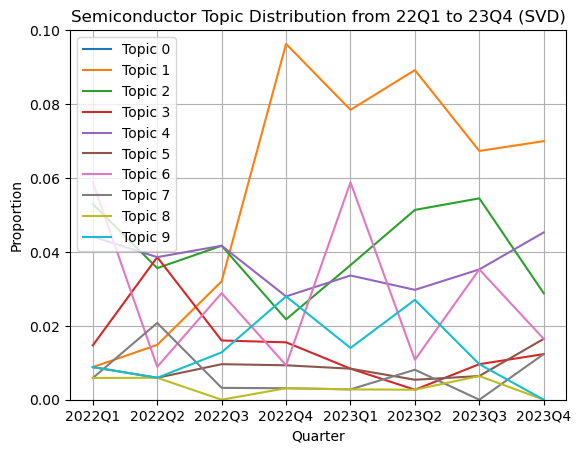 Semiconductor Topic Distribution from 22Q1 to 23Q4 (SVD)
Topic 0
Topic 1
Topic 2
Topic 3
Topic 4
Topic 5
Topic 6
Topic 7
Topic 8
Topic 9
0.10
0.08
0.06
0.04
0.02
0.00
Proportion
2022Q1 2022Q2 2022Q3 2022Q4 2023Q1 2023Q2 2023Q3 2023Q4
Quarter